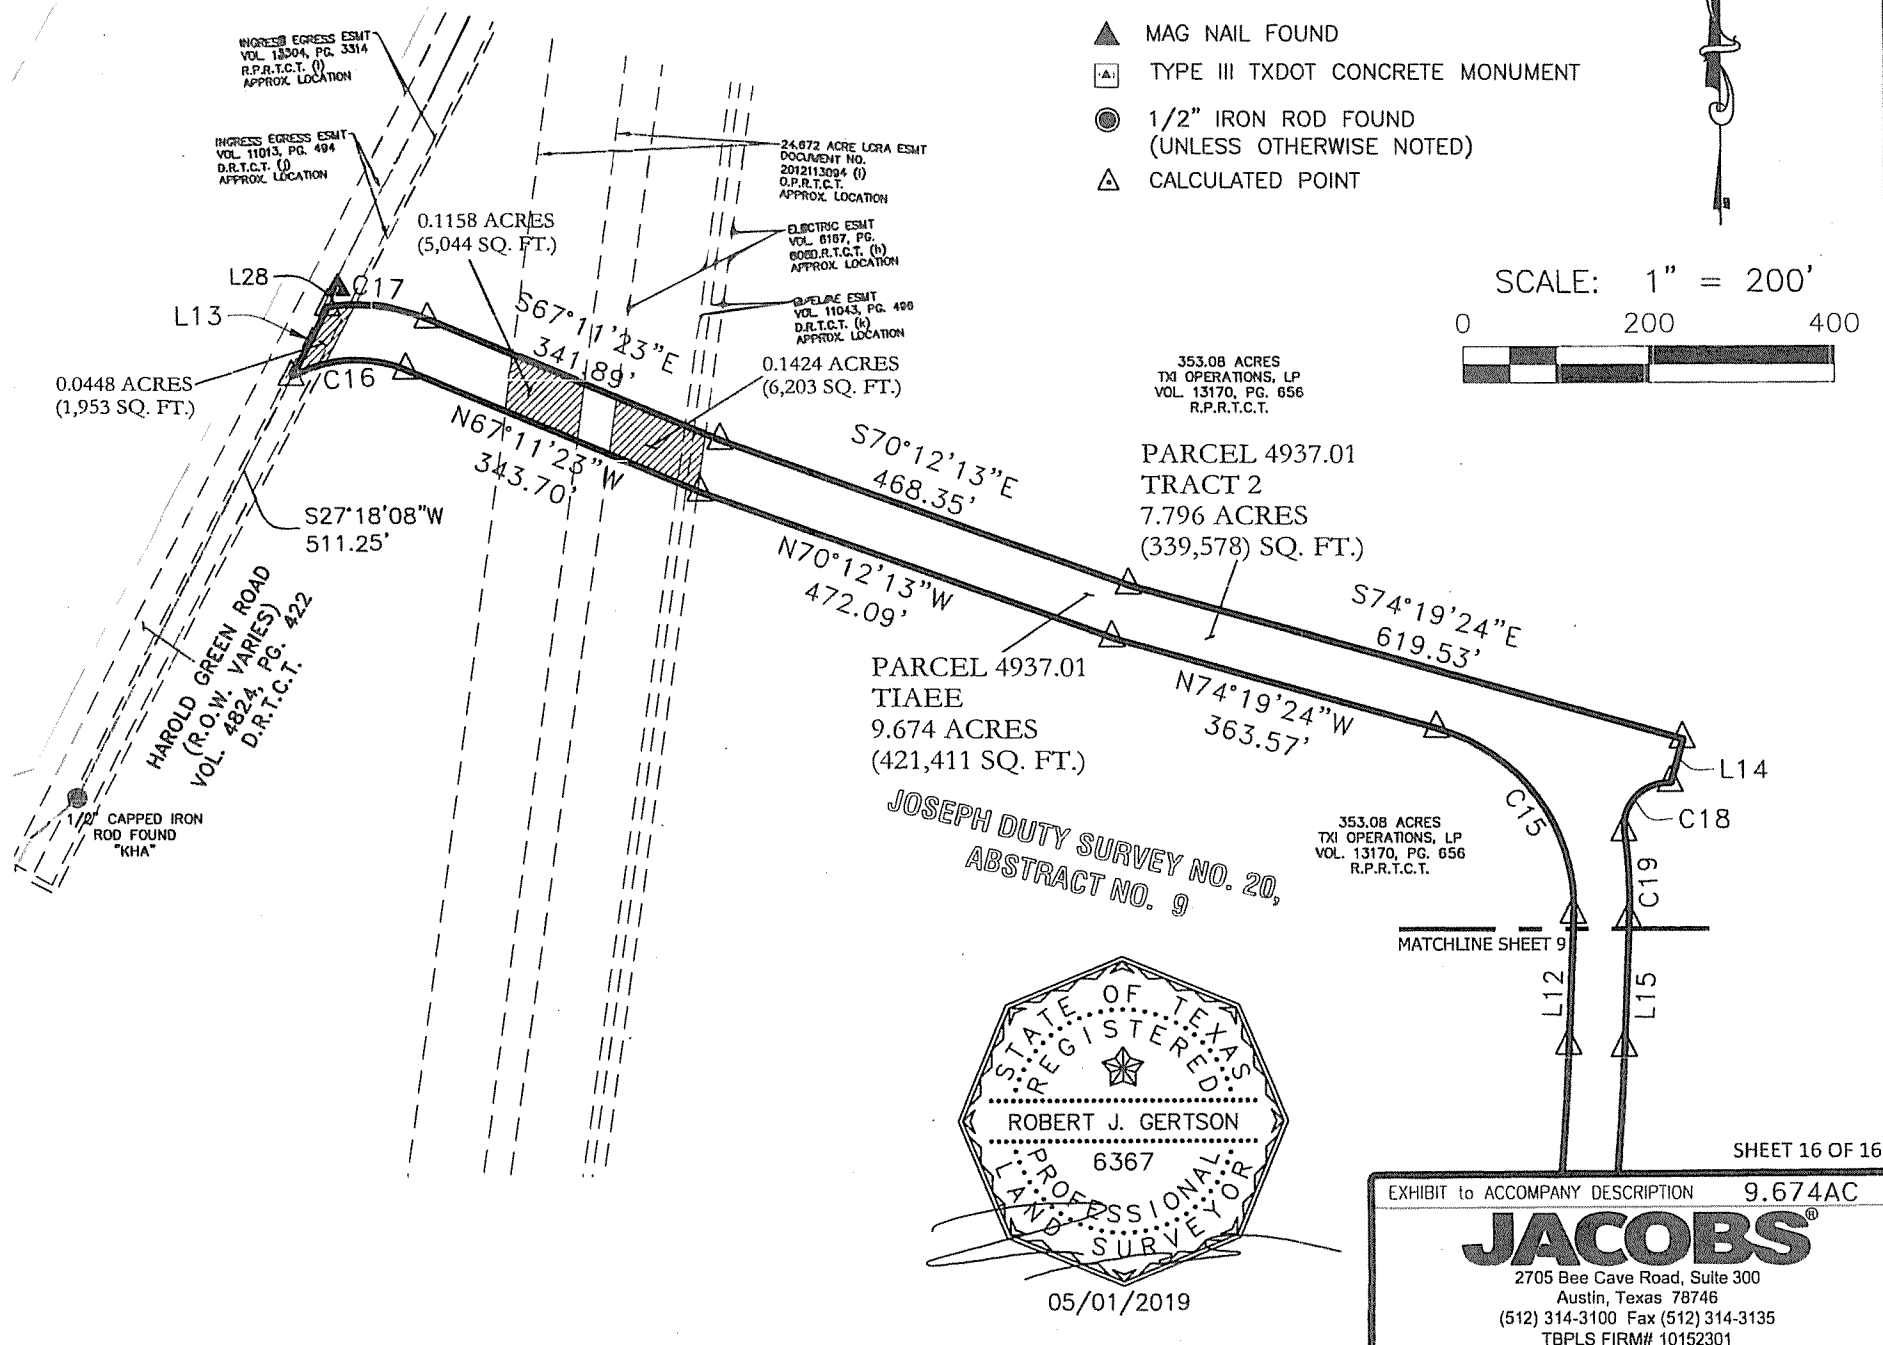 INGRESS EGRESS ESMT
VOL. 13304, PG. 3314
R.P.R.T.C.T. (i)
APPROX. LOCATION
INGRESS EGRESS ESMT
VOL. 11013, PG. 494
D.R.T.C.T. (j)
APPROX. LOCATION
24.672 ACRE LCRA ESMT
DOCUMENT NO.
2012113094 (l)
O.P.R.T.C.T.
APPROX. LOCATION
ELECTRIC ESMT
VOL. 6167, PG.
606D.R.T.C.T. (h)
APPROX. LOCATION
PIPELINE ESMT
VOL. 11043, PG. 496
D.R.T.C.T. (k)
APPROX. LOCATION
MAG NAIL FOUND
TYPE III TXDOT CONCRETE MONUMENT
1/2" IRON ROD FOUND
(UNLESS OTHERWISE NOTED)
CALCULATED POINT
SCALE: 1" = 200'
0 200 400
0.1158 ACRES
(5,044 SQ. FT.)
L28
C17
L13
C16
0.0448 ACRES
(1,953 SQ. FT.)
S67°11'23"E
341.89'
0.1424 ACRES
(6,203 SQ. FT.)
N67°11'23"W
343.70'
S27°18'08"W
511.25'
353.08 ACRES
TXI OPERATIONS, LP
VOL. 13170, PG. 656
R.P.R.T.C.T.
S70°12'13"E
468.35'
PARCEL 4937.01
TRACT 2
7.796 ACRES
(339,578) SQ. FT.)
N70°12'13"W
472.09'
S74°19'24"E
619.53'
HAROLD GREEN ROAD
(R.O.W. VARIES)
VOL. 4824, PG. 422
D.R.T.C.T.
PARCEL 4937.01
TIAEE
9.674 ACRES
(421,411 SQ. FT.)
N74°19'24"W
363.57'
L14
C15
C18
C19
1/2" CAPPED IRON
ROD FOUND
"KHA"
JOSEPH DUTY SURVEY NO. 20,
ABSTRACT NO. 9
353.08 ACRES
TXI OPERATIONS, LP
VOL. 13170, PG. 656
R.P.R.T.C.T.
MATCHLINE SHEET 9
L12
L15
STATE OF TEXAS
REGISTERED
ROBERT J. GERTSON
6367
PROFESSIONAL
LAND SURVEYOR
05/01/2019
SHEET 16 OF 16
EXHIBIT to ACCOMPANY DESCRIPTION 9.674AC
JACOBS®
2705 Bee Cave Road, Suite 300
Austin, Texas 78746
(512) 314-3100 Fax (512) 314-3135
TBPLS FIRM# 10152301